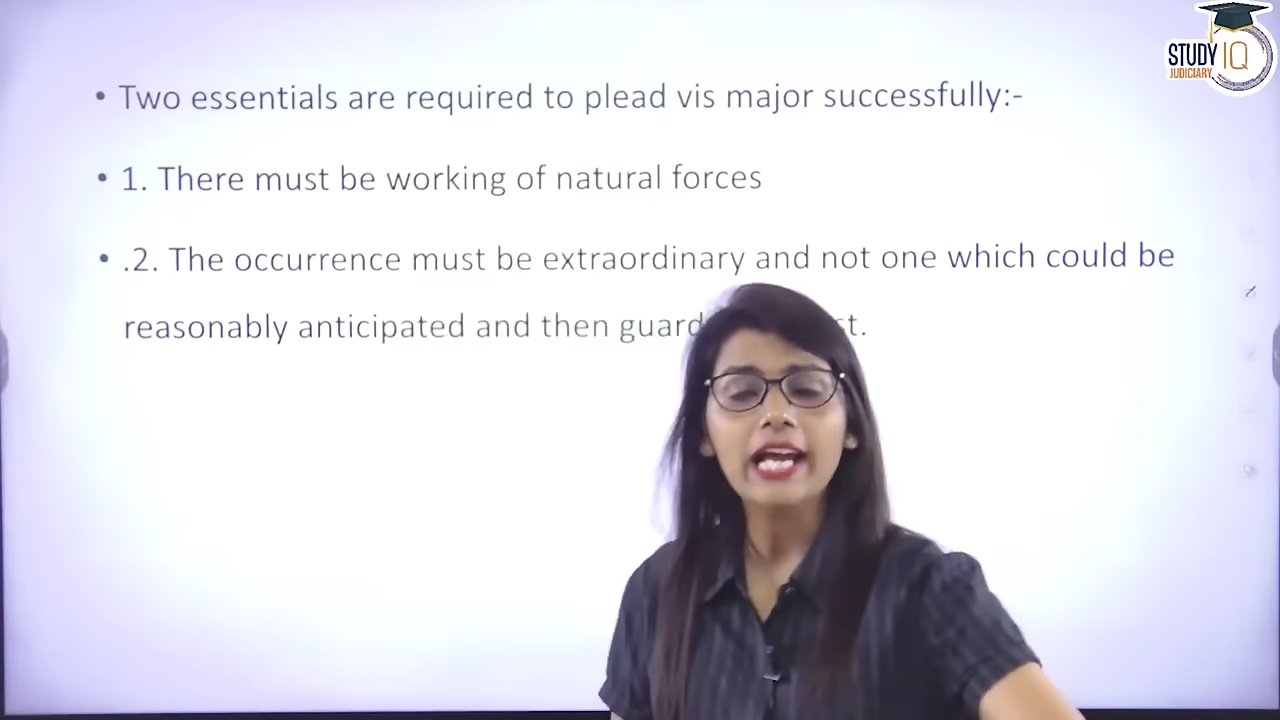 STUDY IQ
JUDICIARY
• Two essentials are required to plead vis major successfully:-
• 1. There must be working of natural forces
• .2. The occurrence must be extraordinary and not one which could be
reasonably anticipated and then